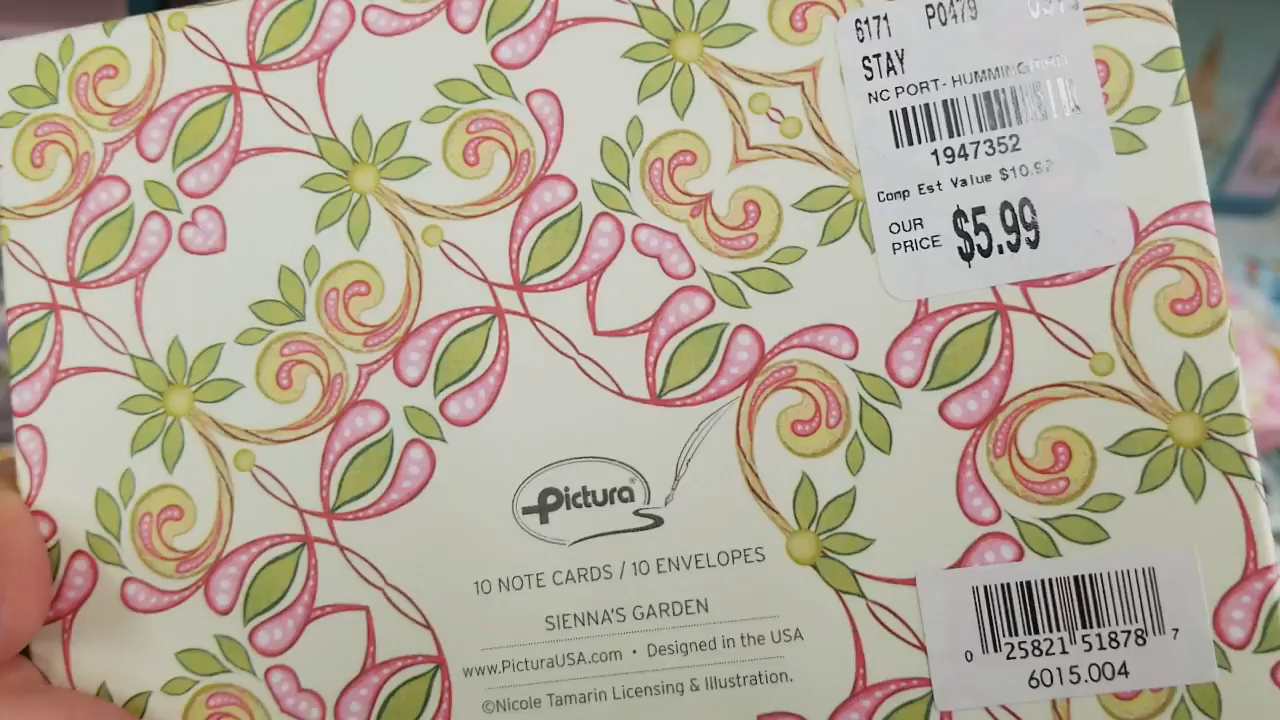 6171 P0479
STAY
NC PORT- HUMMINGBIRD
1947352
Comp Est Value $10.97
OUR
PRICE $5.99
Pictura®
10 NOTE CARDS / 10 ENVELOPES
SIENNA'S GARDEN
www.PicturaUSA.com • Designed in the USA
©Nicole Tamarin Licensing & Illustration.
0 25821 51878 7
6015.004